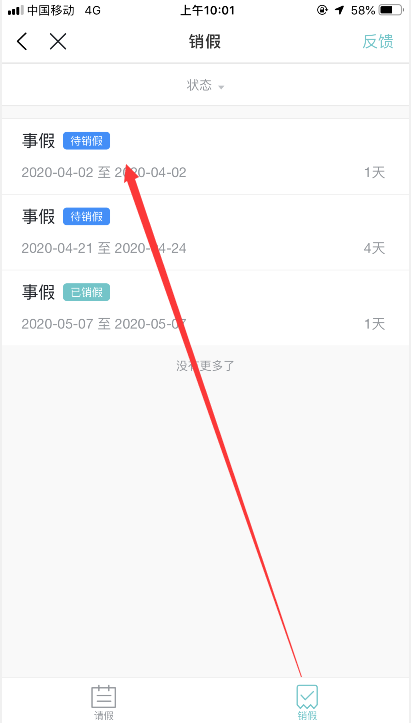 中国移动 4G 上午10:01 58%
销假 反馈
状态
事假 待销假
2020-04-02 至 2020-04-02 1天
事假 待销假
2020-04-21 至 2020-04-24 4天
事假 已销假
2020-05-07 至 2020-05-07 1天
没有更多了
请假 销假